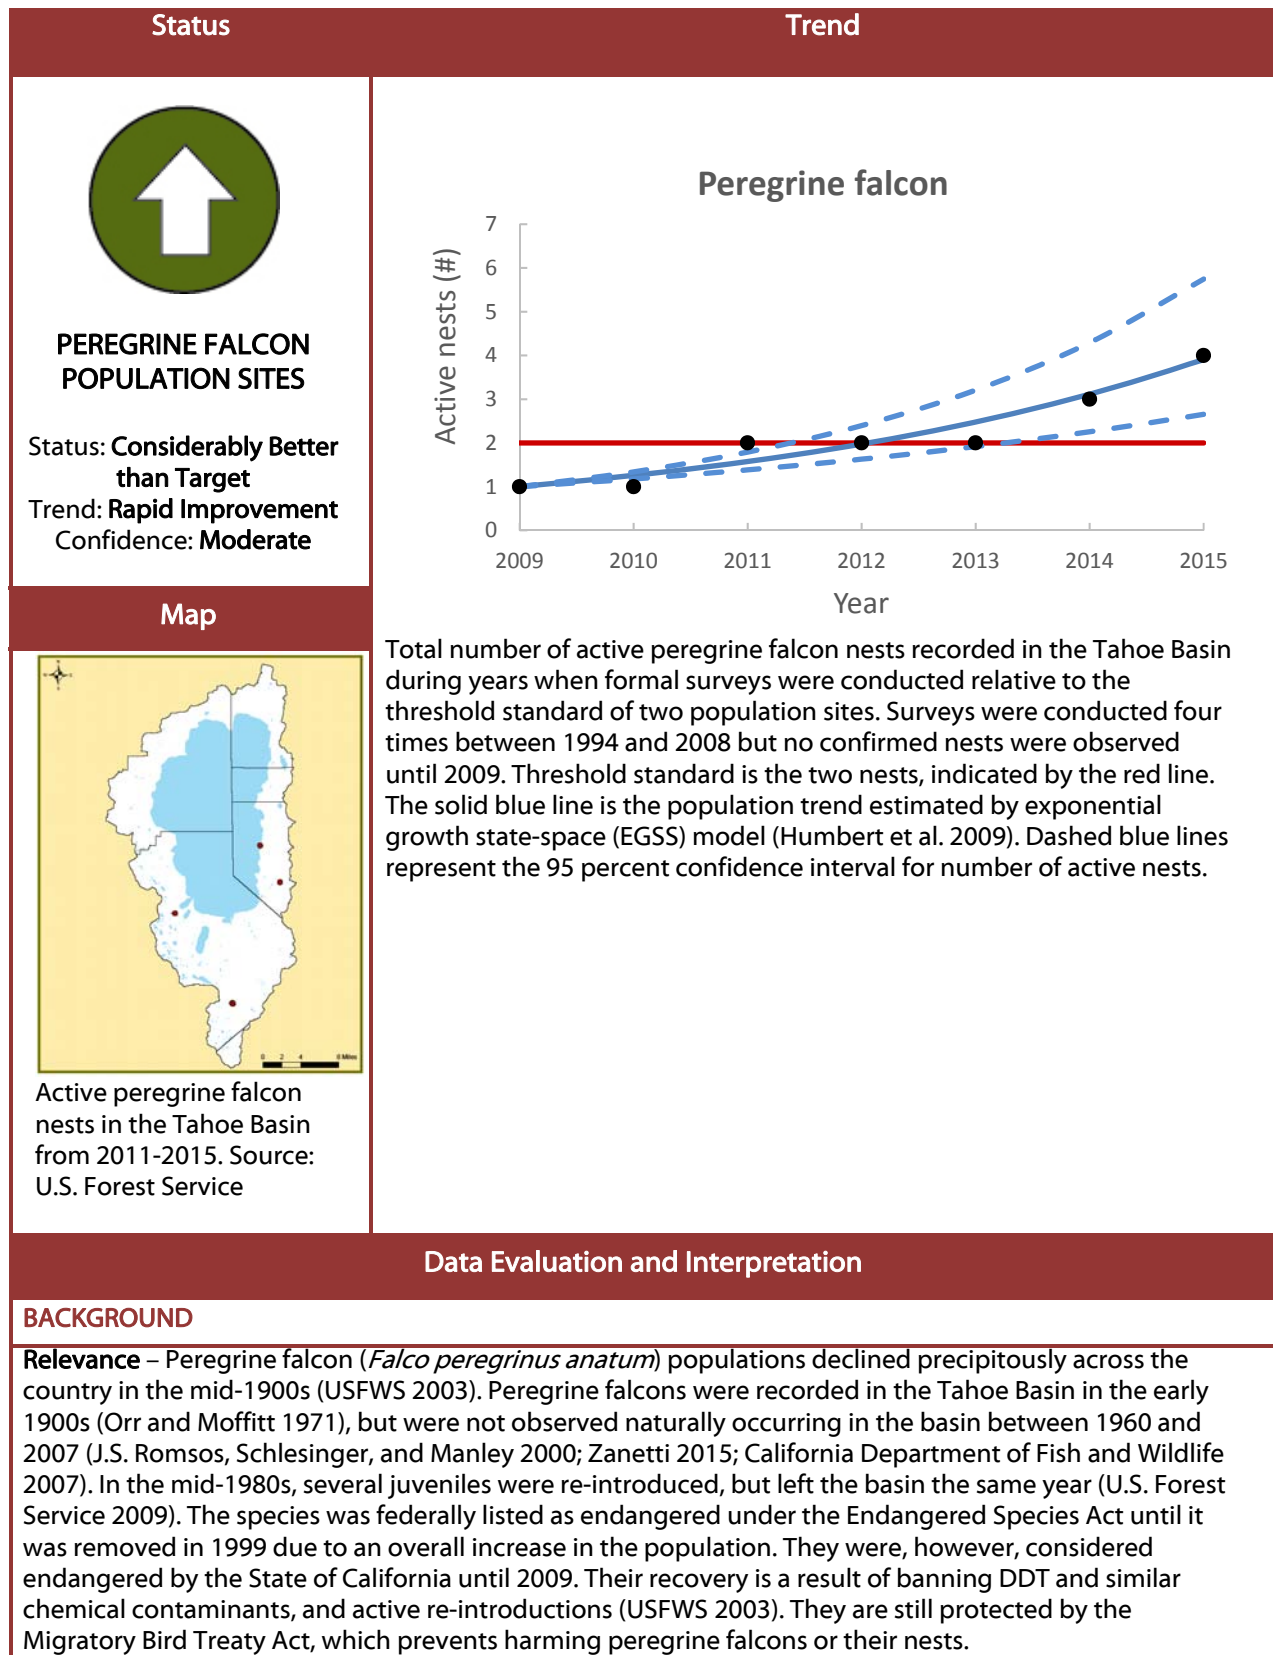 Status
Trend
PEREGRINE FALCON
POPULATION SITES
Status: Considerably Better
than Target
Trend: Rapid Improvement
Confidence: Moderate
Peregrine falcon
Active nests (#)
7
6
5
4
3
2
1
0
2009 2010 2011 2012 2013 2014 2015
Year
Map
0 2 4 8 Miles
Active peregrine falcon
nests in the Tahoe Basin
from 2011-2015. Source:
U.S. Forest Service
Total number of active peregrine falcon nests recorded in the Tahoe Basin
during years when formal surveys were conducted relative to the
threshold standard of two population sites. Surveys were conducted four
times between 1994 and 2008 but no confirmed nests were observed
until 2009. Threshold standard is the two nests, indicated by the red line.
The solid blue line is the population trend estimated by exponential
growth state-space (EGSS) model (Humbert et al. 2009). Dashed blue lines
represent the 95 percent confidence interval for number of active nests.
Data Evaluation and Interpretation
BACKGROUND
Relevance – Peregrine falcon (Falco peregrinus anatum) populations declined precipitously across the
country in the mid-1900s (USFWS 2003). Peregrine falcons were recorded in the Tahoe Basin in the early
1900s (Orr and Moffitt 1971), but were not observed naturally occurring in the basin between 1960 and
2007 (J.S. Romsos, Schlesinger, and Manley 2000; Zanetti 2015; California Department of Fish and Wildlife
2007). In the mid-1980s, several juveniles were re-introduced, but left the basin the same year (U.S. Forest
Service 2009). The species was federally listed as endangered under the Endangered Species Act until it
was removed in 1999 due to an overall increase in the population. They were, however, considered
endangered by the State of California until 2009. Their recovery is a result of banning DDT and similar
chemical contaminants, and active re-introductions (USFWS 2003). They are still protected by the
Migratory Bird Treaty Act, which prevents harming peregrine falcons or their nests.